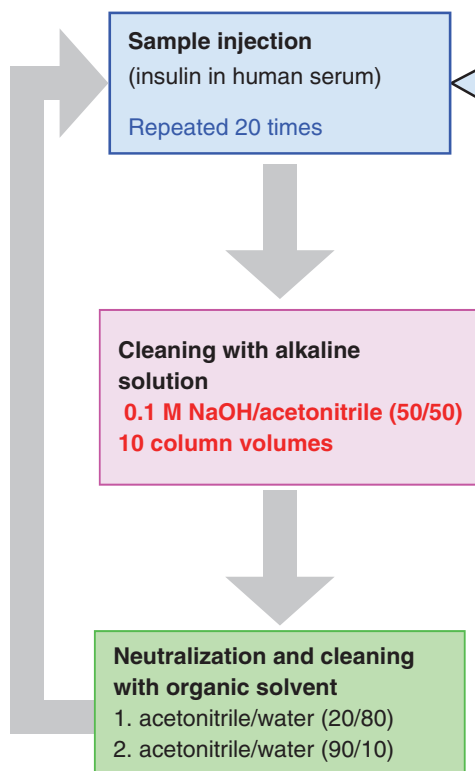 Sample injection
(insulin in human serum)
Repeated 20 times
Cleaning with alkaline
solution
0.1 M NaOH/acetonitrile (50/50)
10 column volumes
Neutralization and cleaning
with organic solvent
1. acetonitrile/water (20/80)
2. acetonitrile/water (90/10)